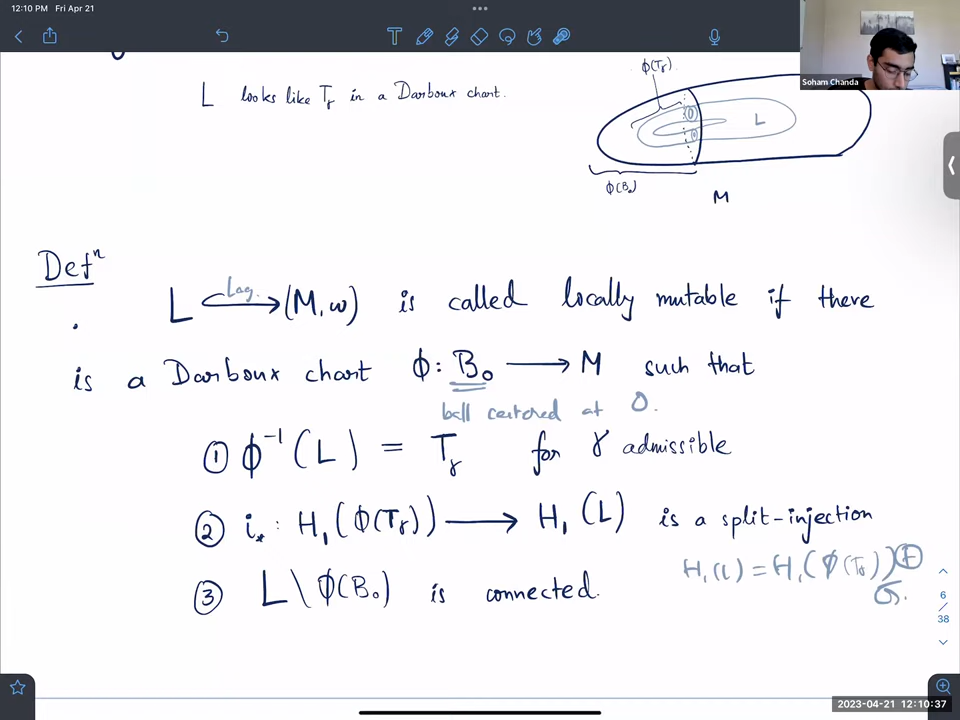 12:10 PM Fri Apr 21
Soham Chanda
L looks like T_γ in a Darboux chart.
ϕ(T_γ)
L
ϕ(B₀)
M
Defⁿ
L ↪ Lag. (M, ω) is called locally mutable if there
is a Darboux chart ϕ : B₀ ⟶ M such that
ball centered at 0.
① ϕ⁻¹(L) = T_γ for γ admissible
② i_* : H₁(ϕ(T_γ)) ⟶ H₁(L) is a split-injection
H₁(L) = H₁(ϕ(T_γ)) ⊕
G.
③ L \ ϕ(B₀) is connected.
6
/
38
2023-04-21 12:10:37